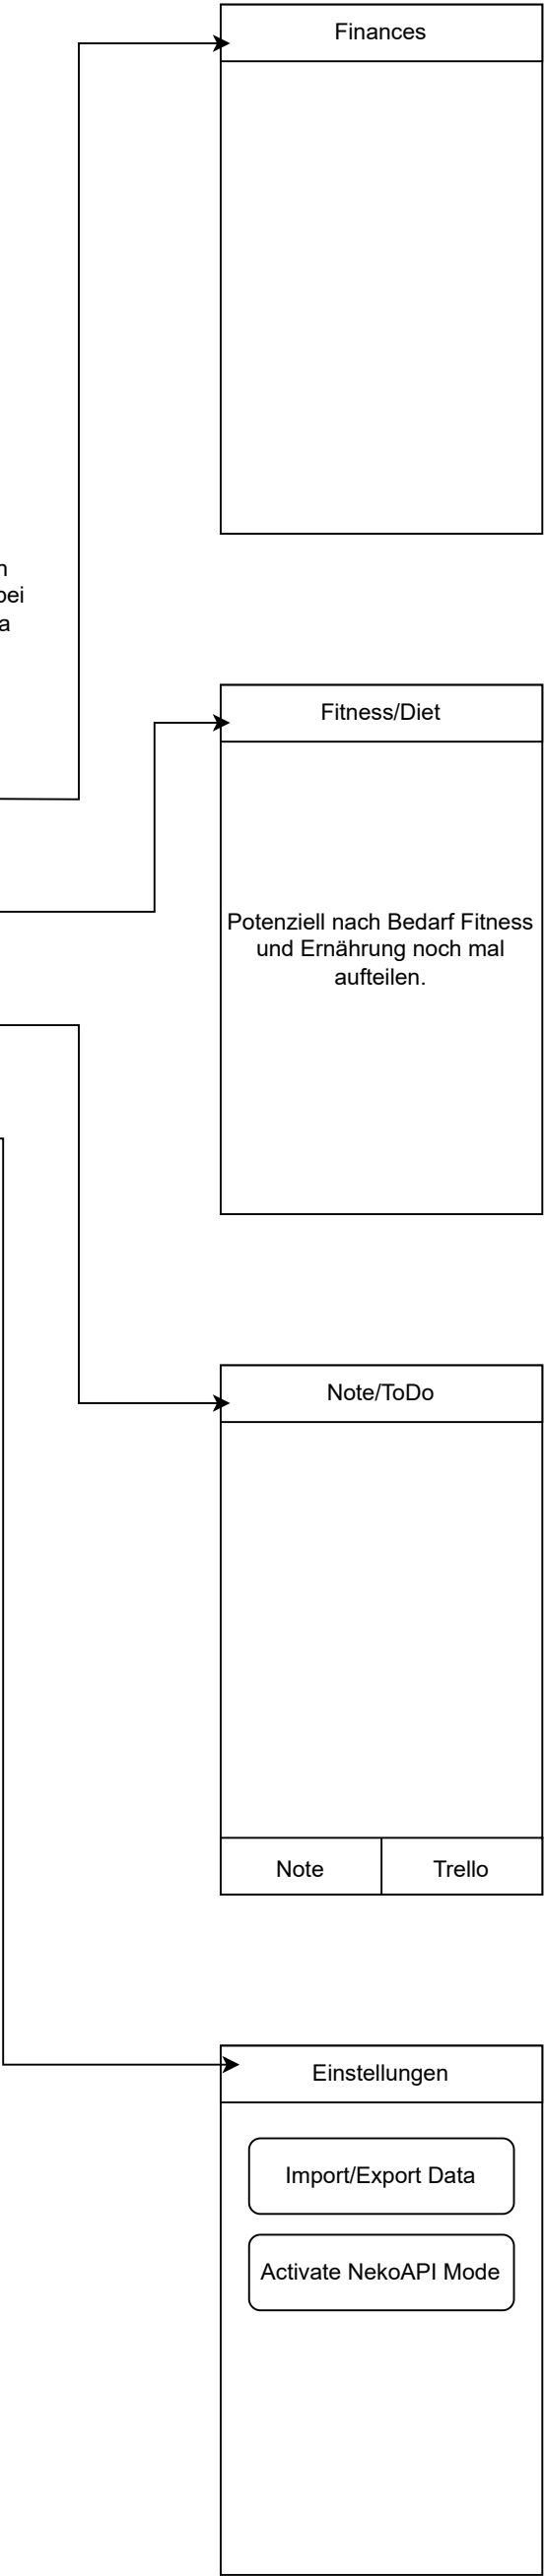 Finances
bei
Fitness/Diet
Potenziell nach Bedarf Fitness
und Ernährung noch mal
aufteilen.
Note/ToDo
Note
Trello
Einstellungen
Import/Export Data
Activate NekoAPI Mode